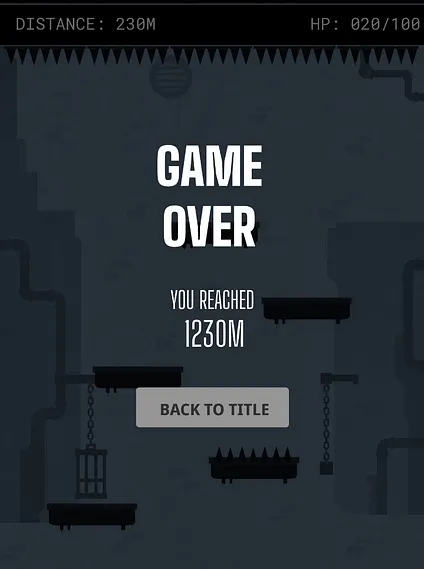 DISTANCE: 230M HP: 020/100
GAME
OVER
YOU REACHED
1230M
BACK TO TITLE